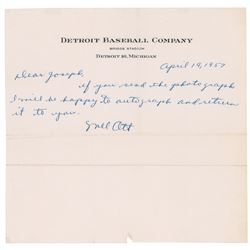 DETROIT BASEBALL COMPANY
BRIGGS STADIUM
DETROIT 16, MICHIGAN
April 19, 1957
Dear Joseph,
if you send the photograph
I will be happy to autograph and return
it to you.
Mel Ott